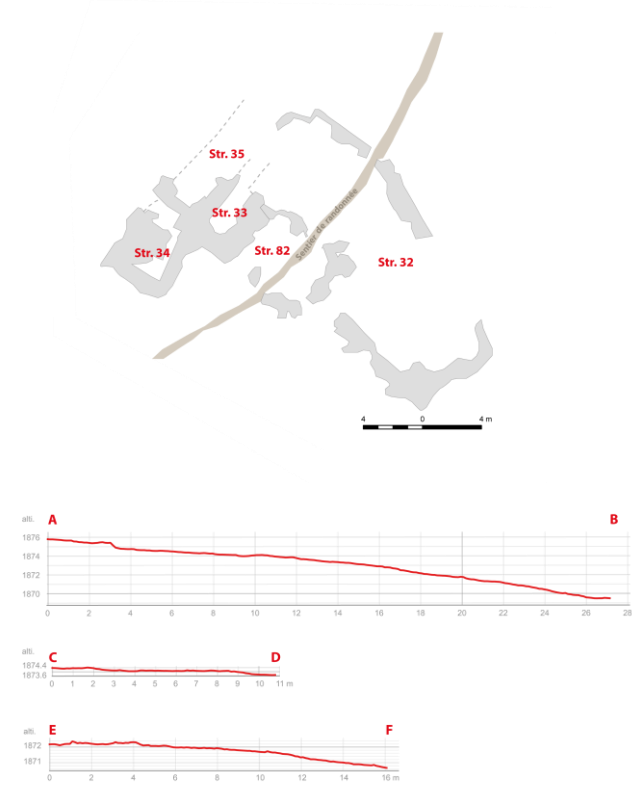 Str. 35
Str. 33
Str. 34
Str. 82
Sentier de randonnée
Str. 32
4 0 4 m
alti.
A B
1876
1874
1872
1870
0 2 4 6 8 10 12 14 16 18 20 22 24 26 28
alti.
C D
1874.4
1873.6
0 1 2 3 4 5 6 7 8 9 10 11 m
alti.
E F
1872
1871
0 2 4 6 8 10 12 14 16 m